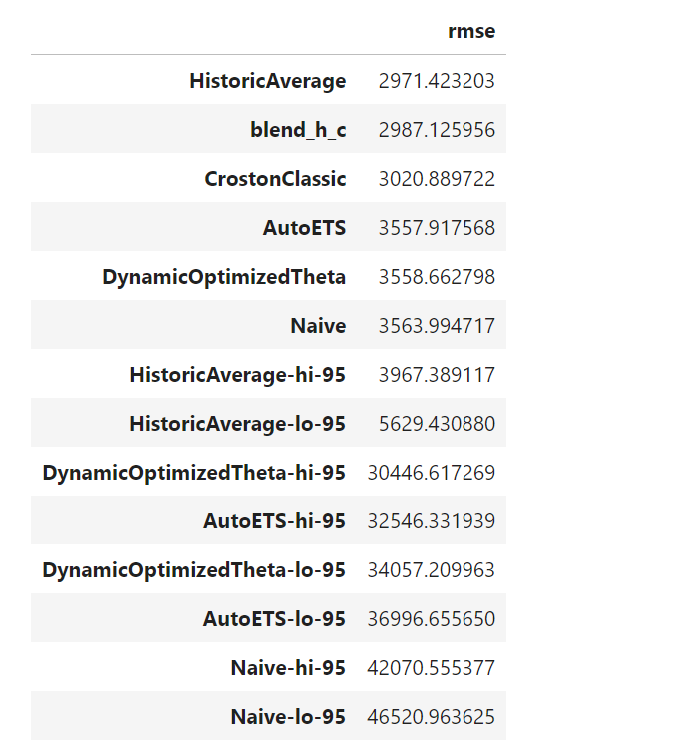 rmse
HistoricAverage 2971.423203
blend_h_c 2987.125956
CrostonClassic 3020.889722
AutoETS 3557.917568
DynamicOptimizedTheta 3558.662798
Naive 3563.994717
HistoricAverage-hi-95 3967.389117
HistoricAverage-lo-95 5629.430880
DynamicOptimizedTheta-hi-95 30446.617269
AutoETS-hi-95 32546.331939
DynamicOptimizedTheta-lo-95 34057.209963
AutoETS-lo-95 36996.655650
Naive-hi-95 42070.555377
Naive-lo-95 46520.963625